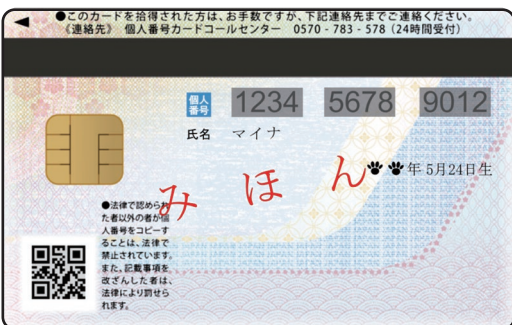 ●このカードを拾得された方は、お手数ですが、下記連絡先までご連絡ください。
《連絡先》 個人番号カードコールセンター 0570-783-578(24時間受付)
個人番号 1234 5678 9012
氏名 マイナ
年 5月24日生
みほん
●法律で認められ
た者以外の者が個
人番号をコピーす
ることは、法律で
禁止されています。
また、記載事項を
改ざんした者は、
法律により罰せら
れます。